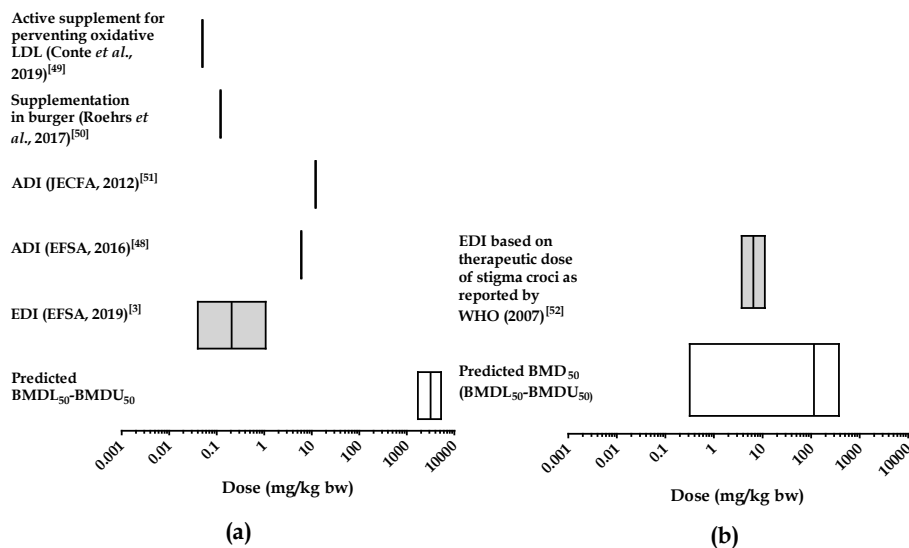 Active supplement for
perventing oxidative
LDL (Conte et al.,
2019)[49]
Supplementation
in burger (Roehrs et
al., 2017)[50]
ADI (JECFA, 2012)[51]
ADI (EFSA, 2016)[48]
EDI (EFSA, 2019)[3]
Predicted
BMDL50-BMDU50
0.001 0.01 0.1 1 10 100 1000 10000
Dose (mg/kg bw)
(a)
EDI based on
therapeutic dose
of stigma croci as
reported by
WHO (2007)[52]
Predicted BMD50
(BMDL50-BMDU50)
0.001 0.01 0.1 1 10 100 1000 10000
Dose (mg/kg bw)
(b)